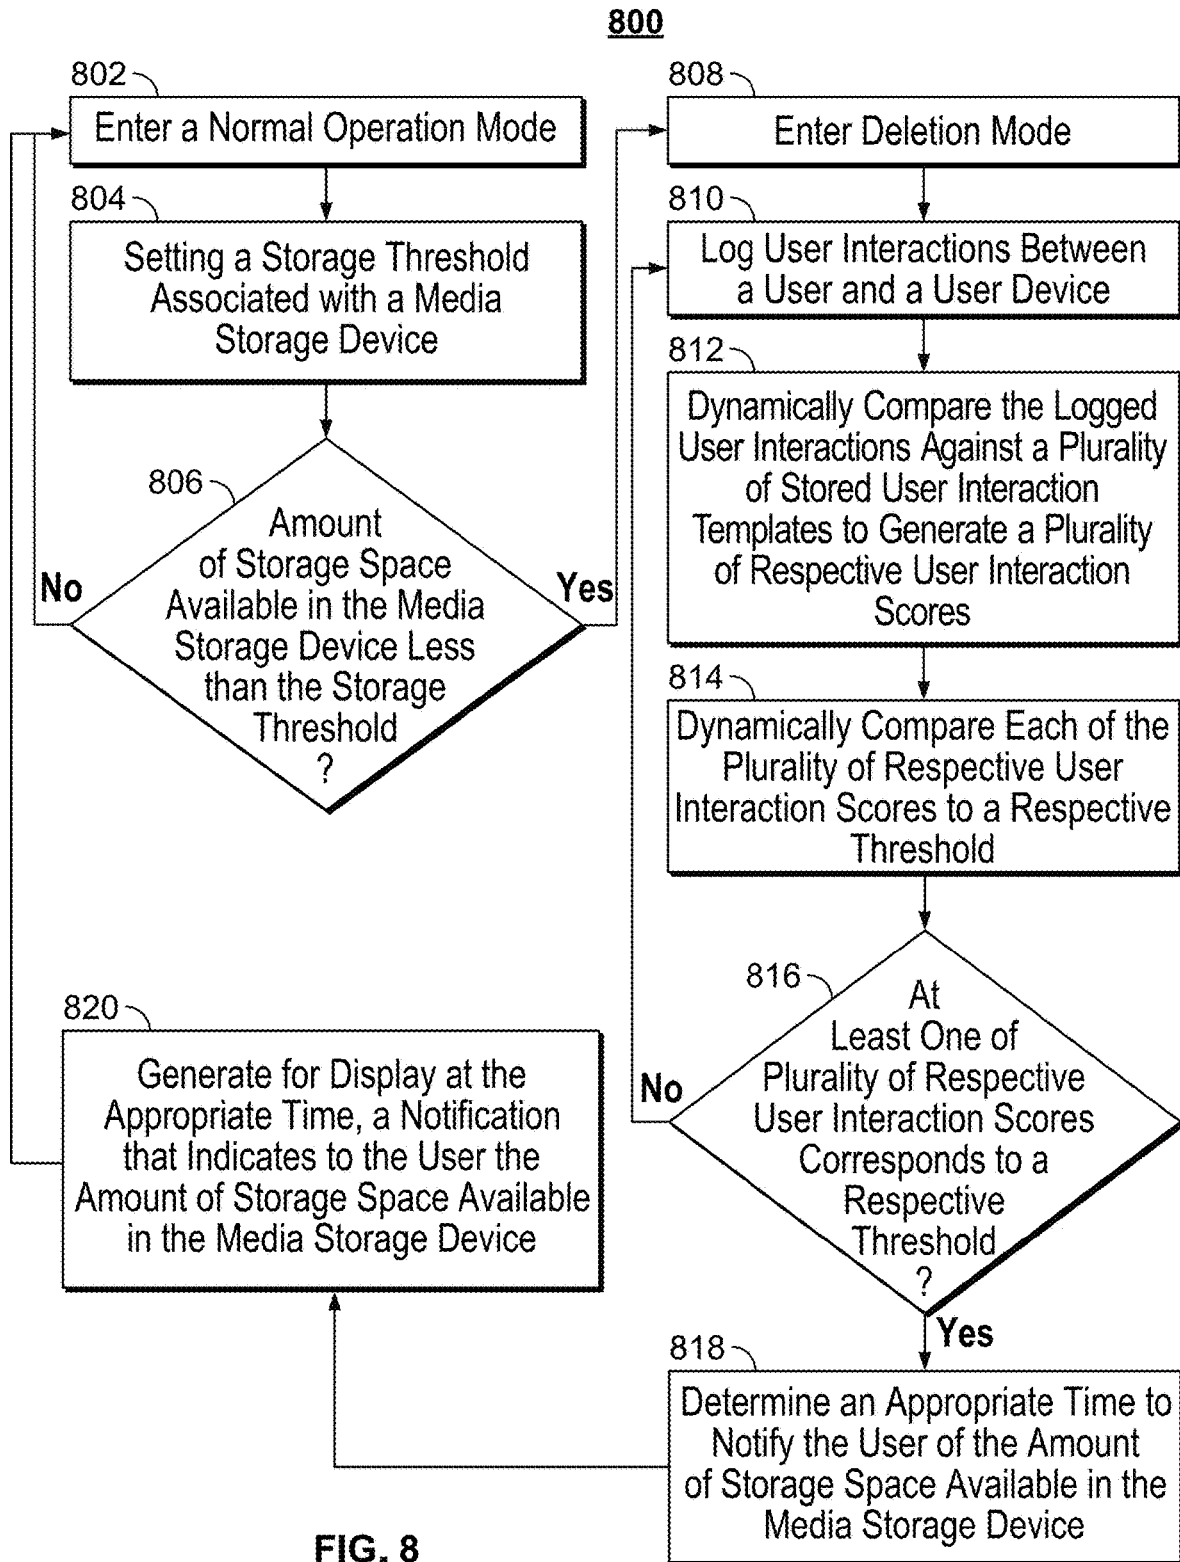 800
802
Enter a Normal Operation Mode
804
Setting a Storage Threshold
Associated with a Media
Storage Device
806
Amount
of Storage Space
Available in the Media
Storage Device Less
than the Storage
Threshold
?
No
Yes
808
Enter Deletion Mode
810
Log User Interactions Between
a User and a User Device
812
Dynamically Compare the Logged
User Interactions Against a Plurality
of Stored User Interaction
Templates to Generate a Plurality
of Respective User Interaction
Scores
814
Dynamically Compare Each of the
Plurality of Respective User
Interaction Scores to a Respective
Threshold
816
At
Least One of
Plurality of Respective
User Interaction Scores
Corresponds to a
Respective
Threshold
?
No
Yes
818
Determine an Appropriate Time to
Notify the User of the Amount
of Storage Space Available in the
Media Storage Device
820
Generate for Display at the
Appropriate Time, a Notification
that Indicates to the User the
Amount of Storage Space Available
in the Media Storage Device
FIG. 8